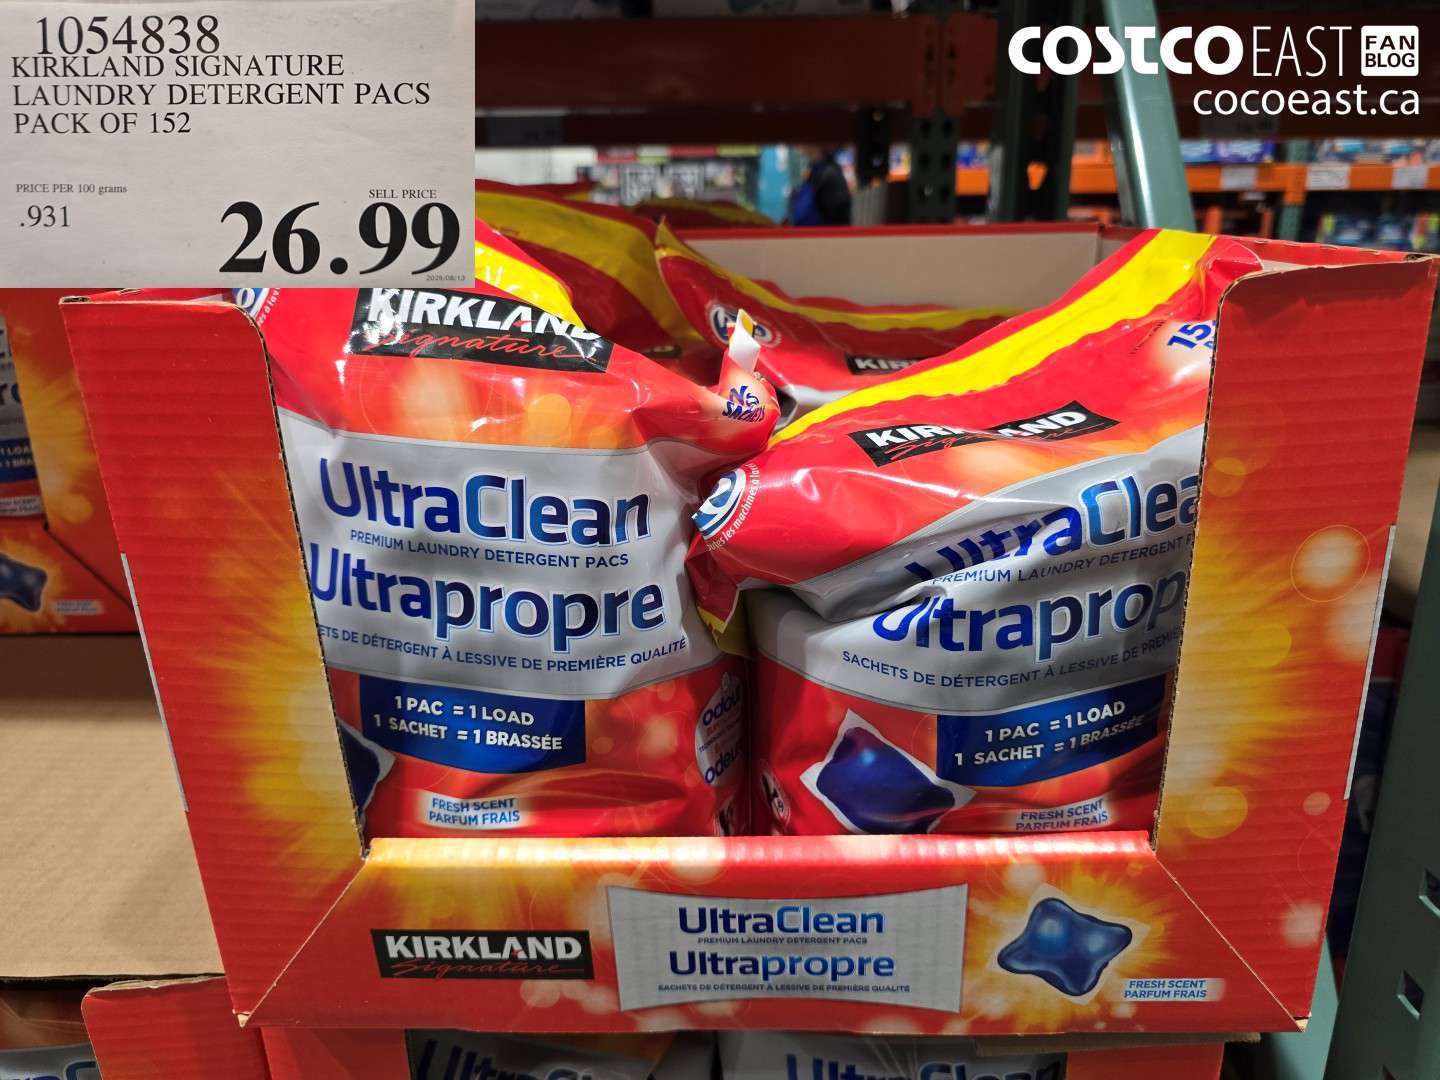 1054838
KIRKLAND SIGNATURE
LAUNDRY DETERGENT PACS
PACK OF 152
PRICE PER 100 grams
.931
SELL PRICE
26.99
COSTCO EAST FAN BLOG
cocoeast.ca
KIRKLAND
Signature
UltraClean
PREMIUM LAUNDRY DETERGENT PACS
Ultrapropre
ETS DE DÉTERGENT À LESSIVE DE PREMIÈRE QUALITÉ
1 PAC = 1 LOAD
1 SACHET = 1 BRASSÉE
FRESH SCENT
PARFUM FRAIS
KIRKLAND
Signature
UltraClea
PREMIUM LAUNDRY DETERGENT P
Ultraprop
SACHETS DE DÉTERGENT À LESSIVE DE PREMIÈ
1 PAC = 1 LOAD
1 SACHET = 1 BRASSÉE
FRESH SCENT
PARFUM FRAIS
KIRKLAND
Signature
UltraClean
PREMIUM LAUNDRY DETERGENT PACS
Ultrapropre
SACHETS DE DÉTERGENT À LESSIVE DE PREMIÈRE QUALITÉ
FRESH SCENT
PARFUM FRAIS